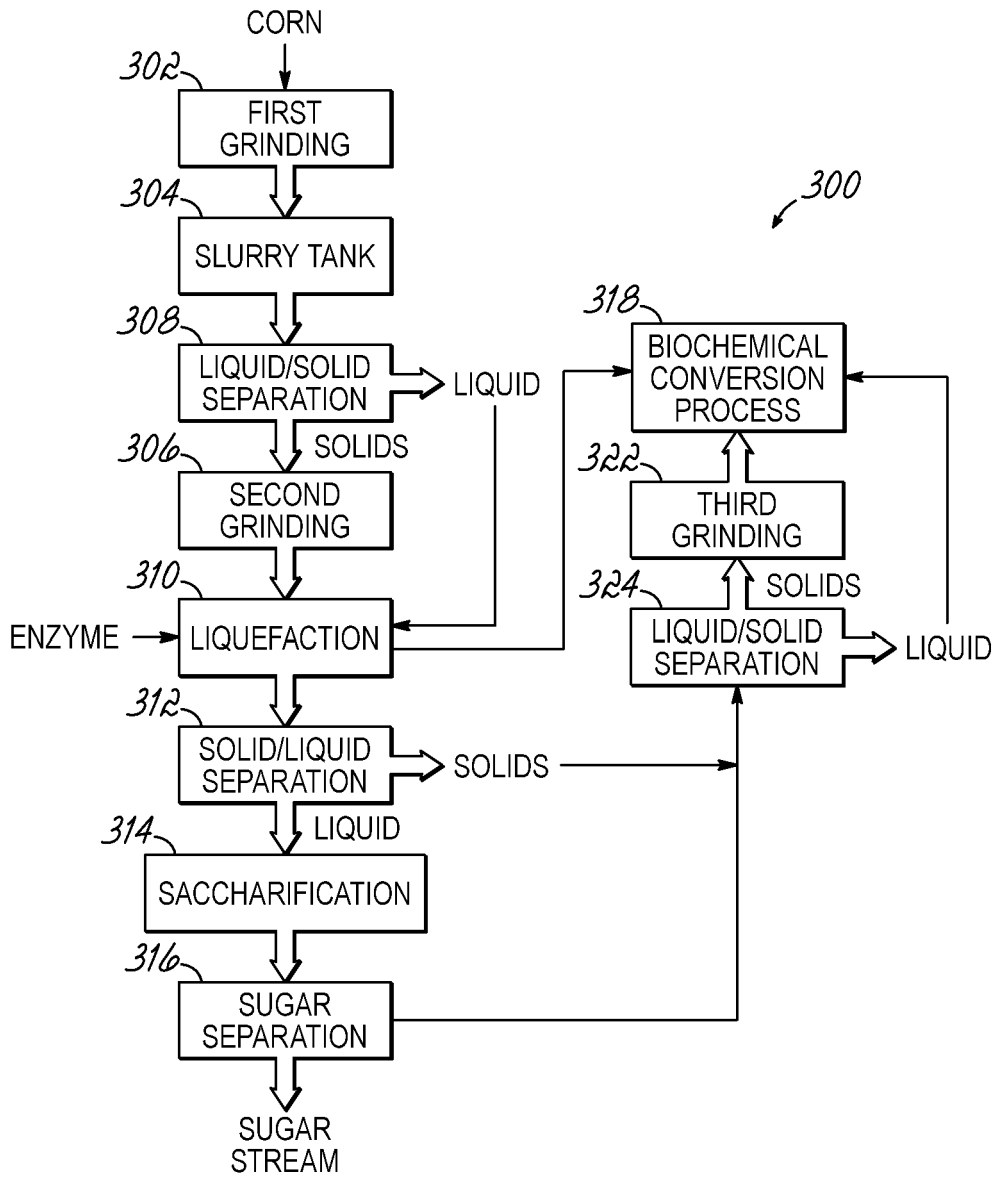 CORN
302
FIRST
GRINDING
304
SLURRY TANK
300
308
LIQUID/SOLID
SEPARATION
LIQUID
SOLIDS
306
SECOND
GRINDING
310
ENZYME
LIQUEFACTION
312
SOLID/LIQUID
SEPARATION
SOLIDS
LIQUID
314
SACCHARIFICATION
316
SUGAR
SEPARATION
SUGAR
STREAM
318
BIOCHEMICAL
CONVERSION
PROCESS
322
THIRD
GRINDING
SOLIDS
324
LIQUID/SOLID
SEPARATION
LIQUID